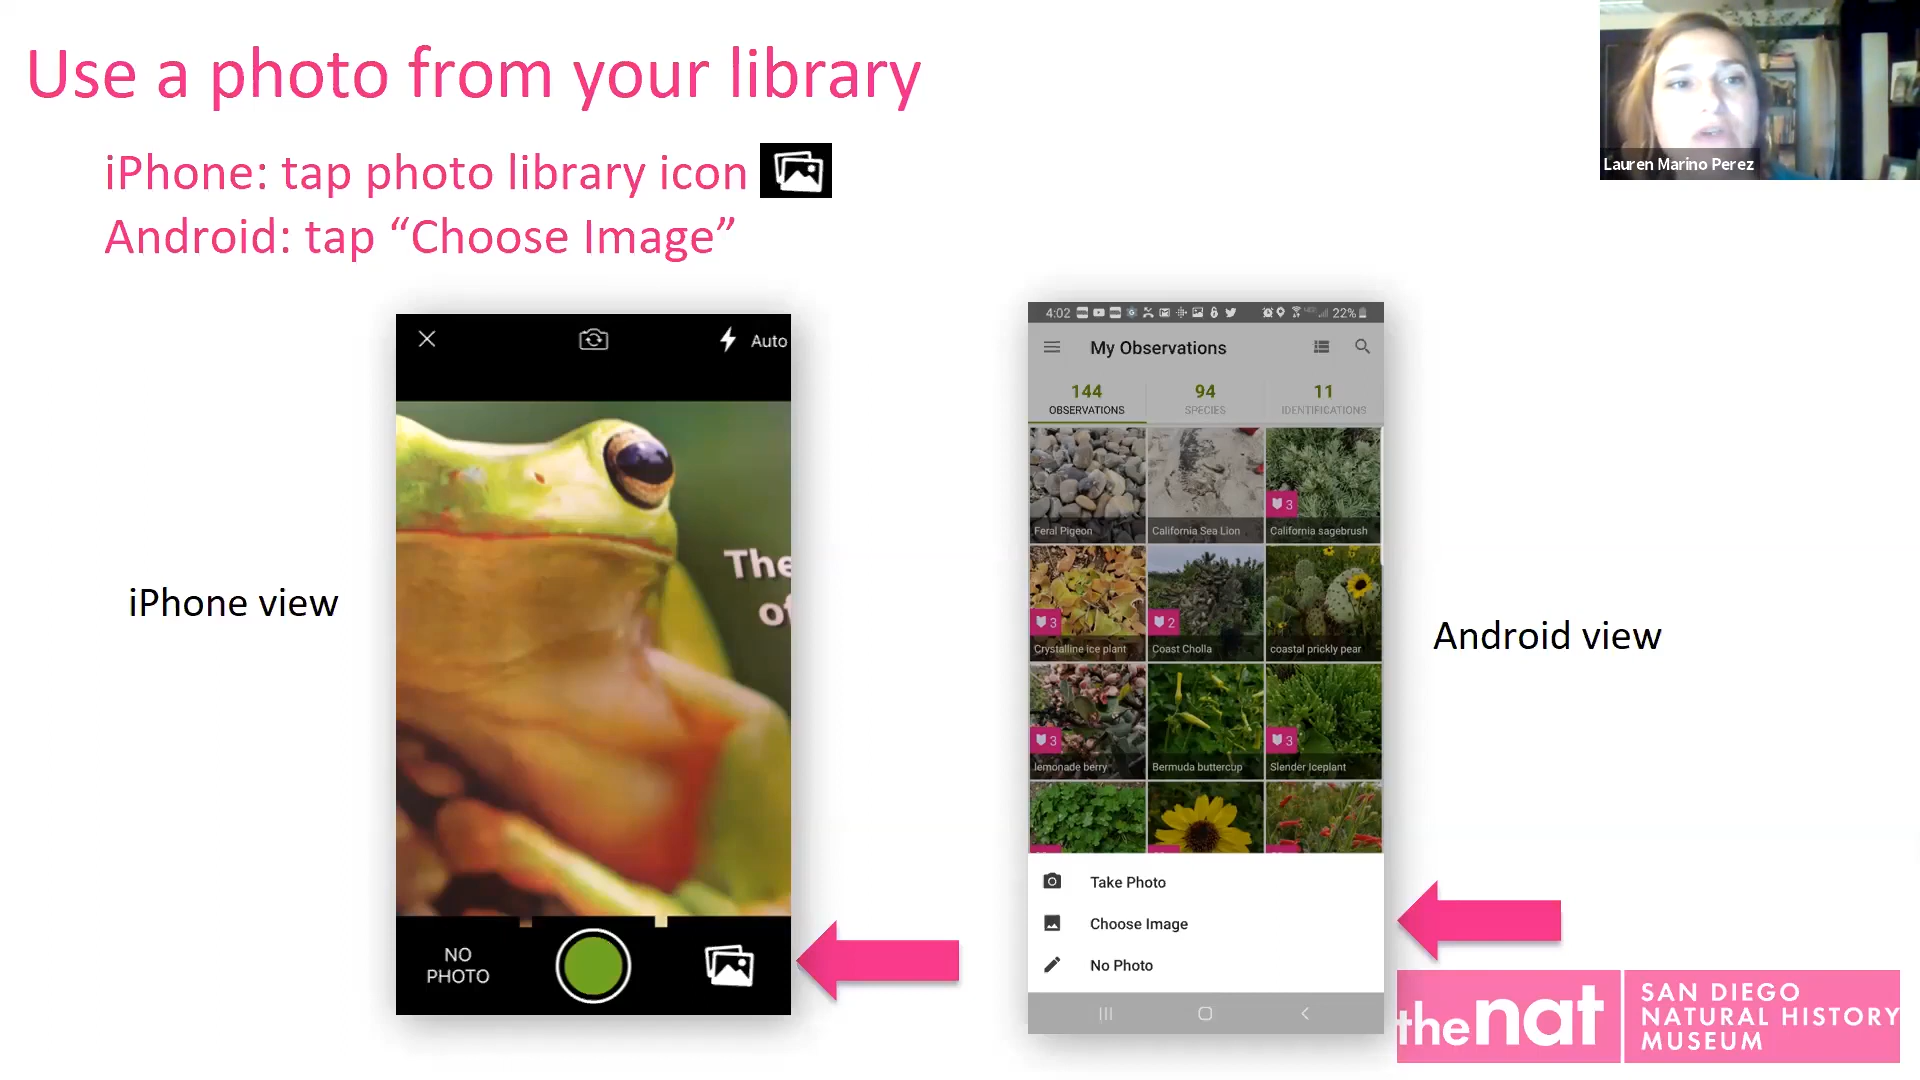 Use a photo from your library
Lauren Marino Perez
iPhone: tap photo library icon
Android: tap “Choose Image”
iPhone view
Auto
The
of
NO
PHOTO
4:02
22%
My Observations
144
94
11
OBSERVATIONS
SPECIES
IDENTIFICATIONS
3
Feral Pigeon
California Sea Lion
California sagebrush
3
2
Crystalline ice plant
Coast Cholla
coastal prickly pear
3
3
lemonade berry
Bermuda buttercup
Slender Iceplant
Take Photo
Choose Image
No Photo
Android view
the nat
SAN DIEGO
NATURAL HISTORY
MUSEUM